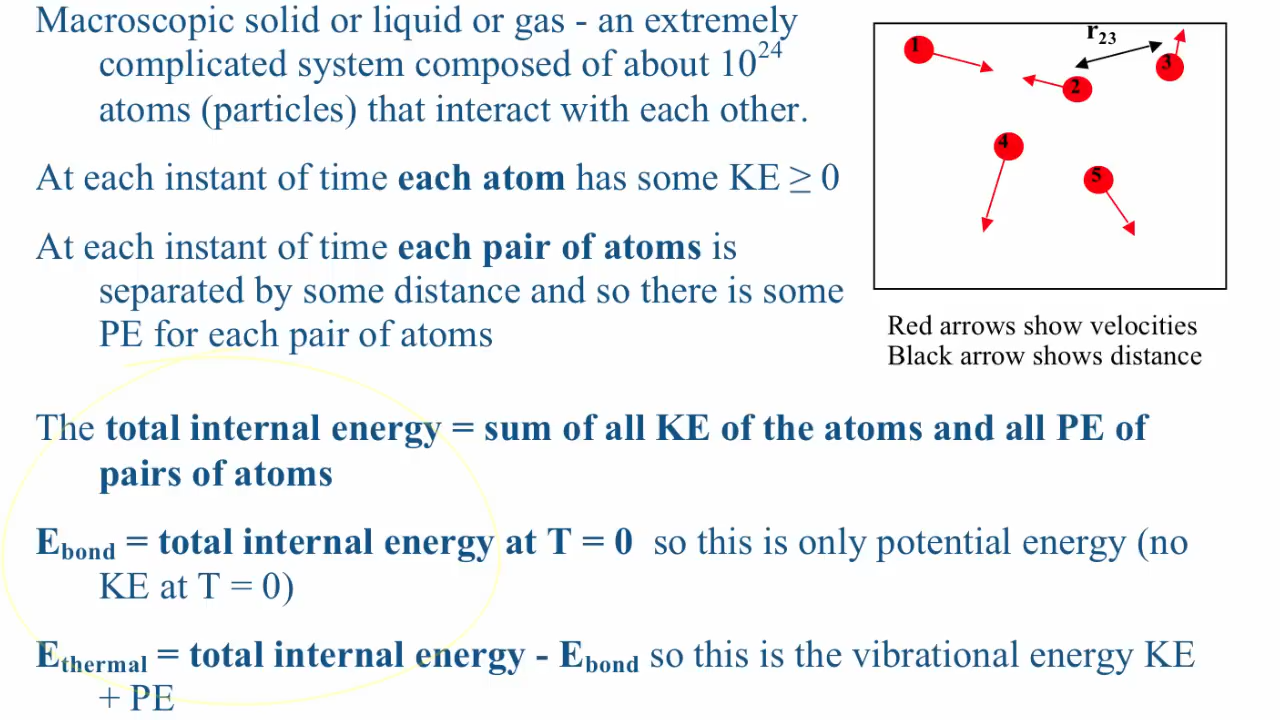 Macroscopic solid or liquid or gas - an extremely
complicated system composed of about 10²⁴
atoms (particles) that interact with each other.
At each instant of time each atom has some KE ≥ 0
At each instant of time each pair of atoms is
separated by some distance and so there is some
PE for each pair of atoms
The total internal energy = sum of all KE of the atoms and all PE of
pairs of atoms
E_bond = total internal energy at T = 0 so this is only potential energy (no
KE at T = 0)
E_thermal = total internal energy - E_bond so this is the vibrational energy KE
+ PE
r₂₃
1
2
3
4
5
Red arrows show velocities
Black arrow shows distance